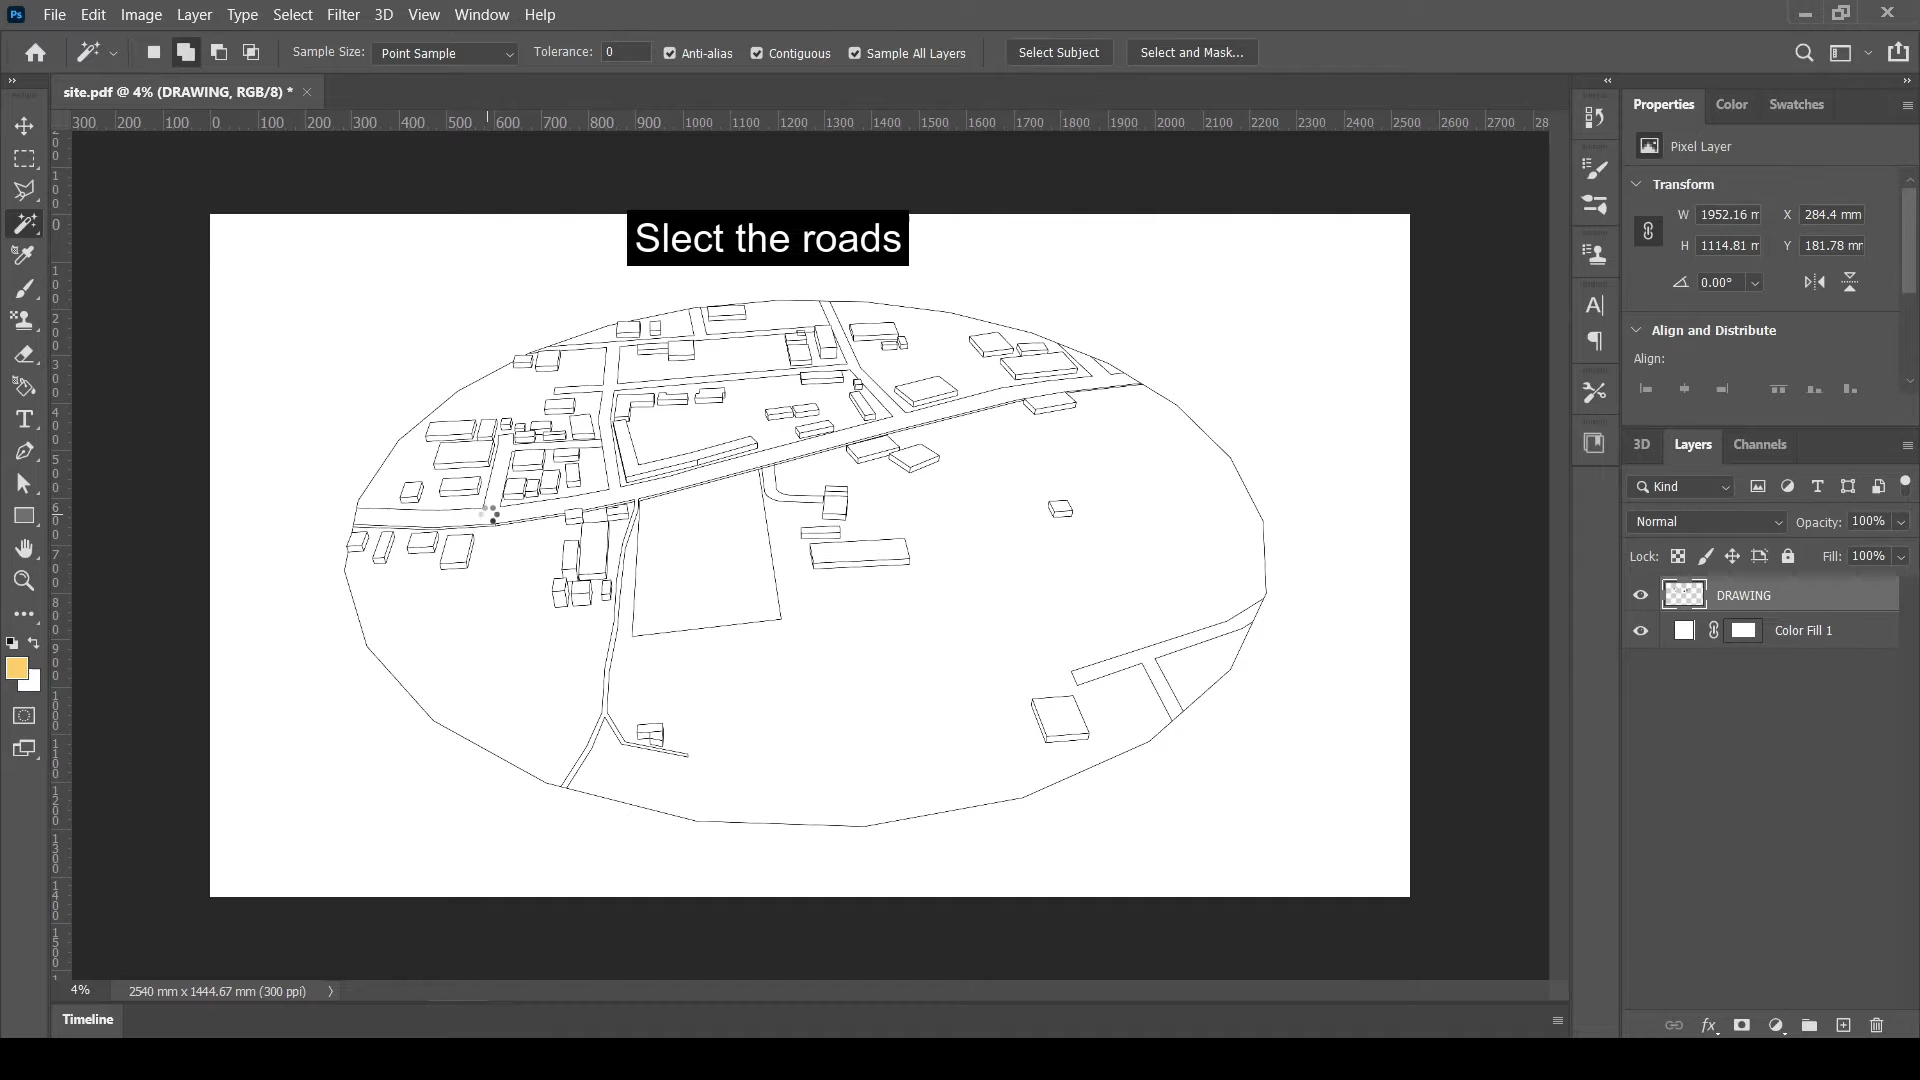 Ps File Edit Image Layer Type Select Filter 3D View Window Help
Sample Size: Point Sample Tolerance: 0 Anti-alias Contiguous Sample All Layers Select Subject Select and Mask...
site.pdf @ 4% (DRAWING, RGB/8) *
300 200 100 0 100 200 300 400 500 600 700 800 900 1000 1100 1200 1300 1400 1500 1600 1700 1800 1900 2000 2100 2200 2300 2400 2500 2600 2700 28
Slect the roads
Properties Color Swatches
Pixel Layer
Transform
W 1952.16 m X 284.4 mm
H 1114.81 m Y 181.78 mm
0.00°
Align and Distribute
Align:
3D Layers Channels
Kind
Normal Opacity: 100%
Lock: Fill: 100%
DRAWING
Color Fill 1
4% 2540 mm x 1444.67 mm (300 ppi)
Timeline